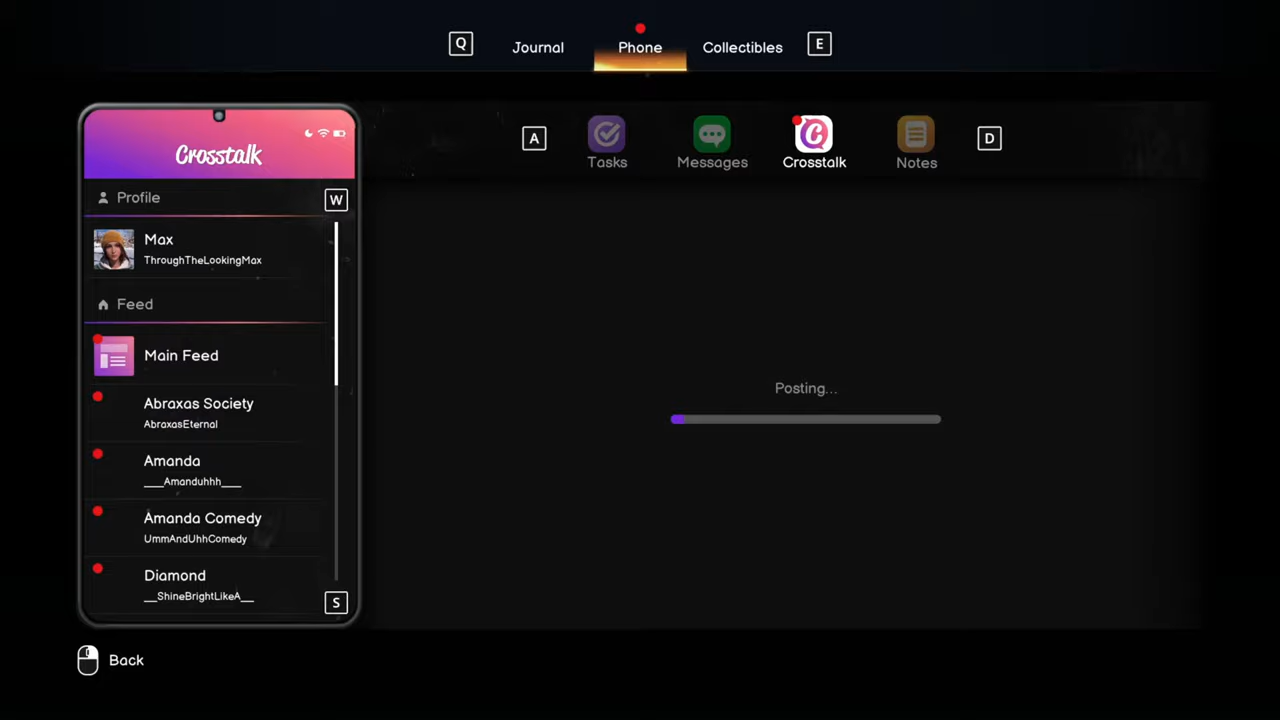 Q Journal Phone Collectibles E
Crosstalk
A Tasks Messages Crosstalk Notes D
Profile W
Max
ThroughTheLookingMax
Feed
Main Feed
Abraxas Society
AbraxasEternal
Amanda
___Amanduhhh___
Amanda Comedy
UmmAndUhhComedy
Diamond
__ShineBrightLikeA__
S
Posting...
Back